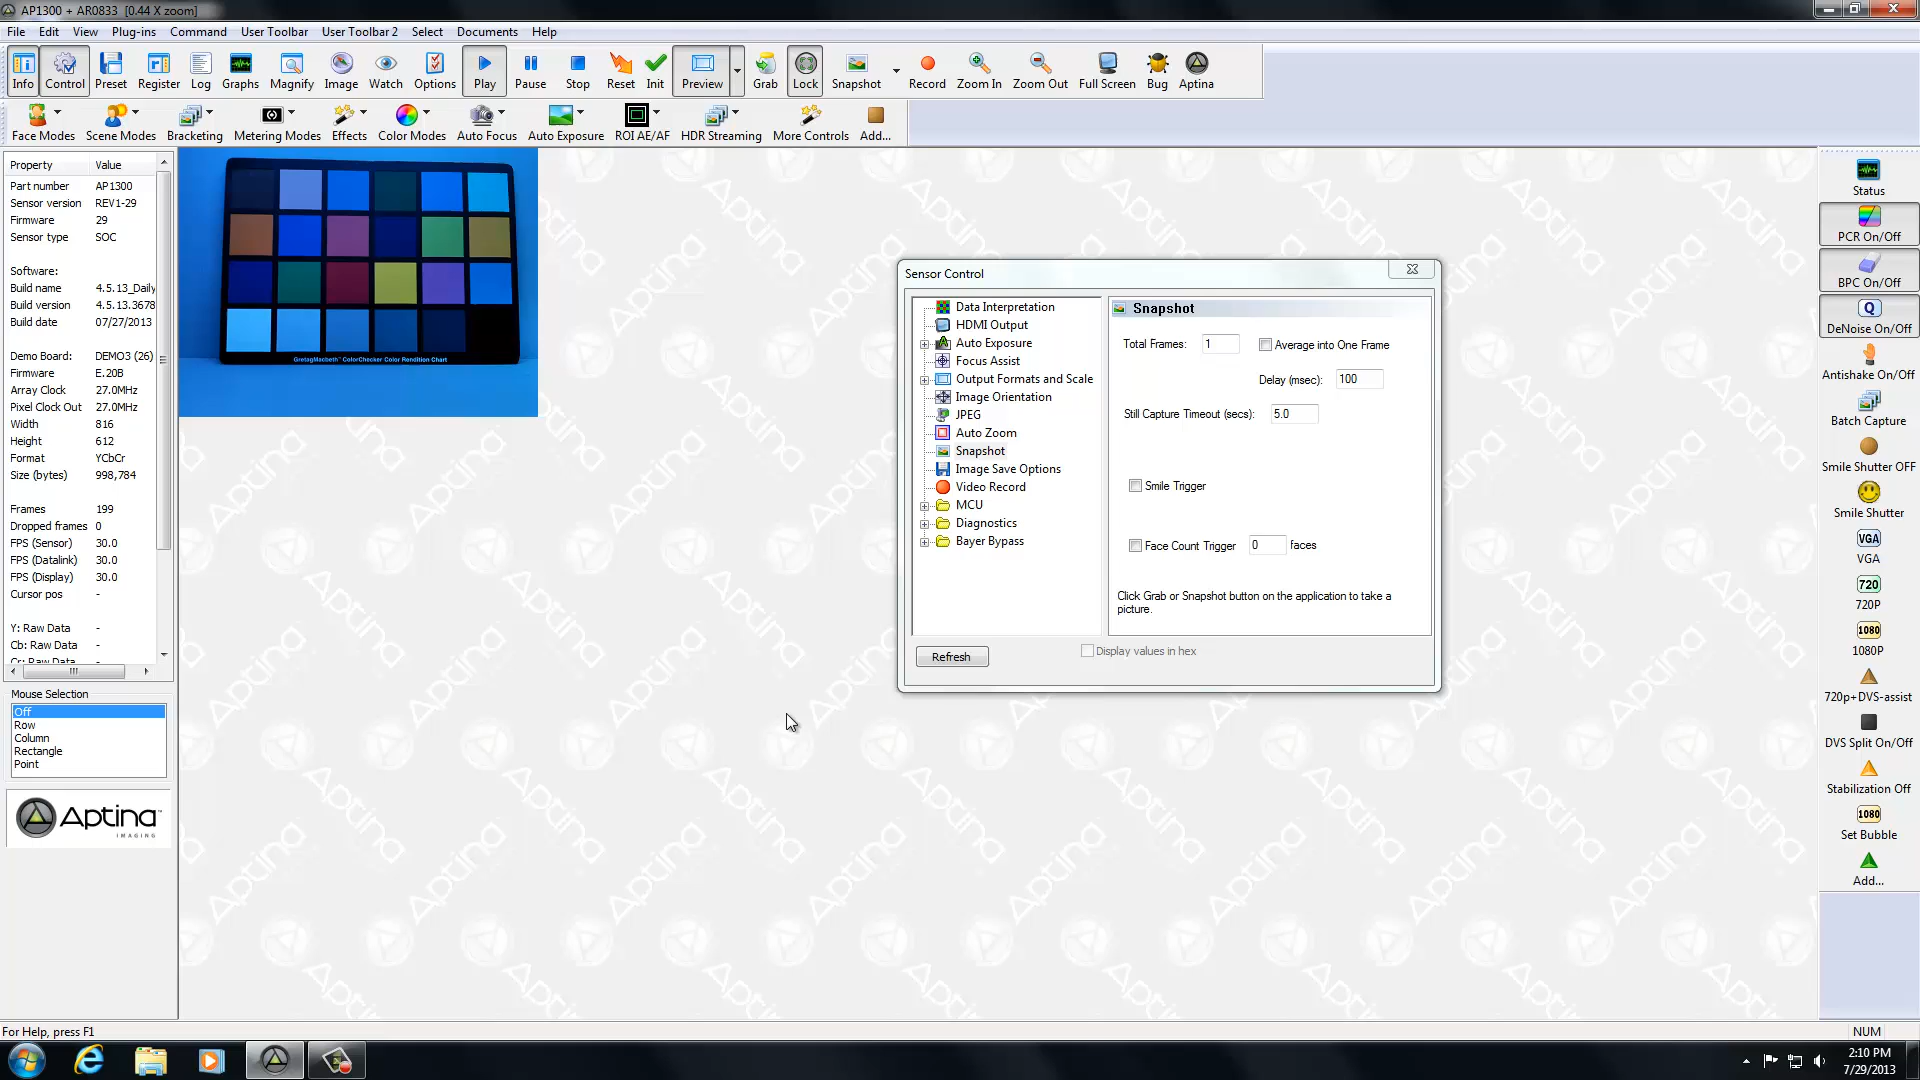 AP1300 + AR0833  [0.44 X zoom]
File Edit View Plug-ins Command User Toolbar User Toolbar 2 Select Documents Help
Info Control Preset Register Log Graphs Magnify Image Watch Options Play Pause Stop Reset Init Preview Grab Lock Snapshot Record Zoom In Zoom Out Full Screen Bug Aptina
Face Modes Scene Modes Bracketing Metering Modes Effects Color Modes Auto Focus Auto Exposure ROI AE/AF HDR Streaming More Controls Add...
Property Value
Part number AP1300
Sensor version REV1-29
Firmware 29
Sensor type SOC
Software:
Build name 4.5.13_Daily
Build version 4.5.13.3678
Build date 07/27/2013
Demo Board: DEMO3 (26)
Firmware E.20B
Array Clock 27.0MHz
Pixel Clock Out 27.0MHz
Width 816
Height 612
Format YCbCr
Size (bytes) 998,784
Frames 199
Dropped frames 0
FPS (Sensor) 30.0
FPS (Datalink) 30.0
FPS (Display) 30.0
Cursor pos -
Y: Raw Data -
Cb: Raw Data -
Cr: Raw Data -
Mouse Selection
Off
Row
Column
Rectangle
Point
Aptina
IMAGING
GretagMacbeth™ ColorChecker Color Rendition Chart
Sensor Control
Data Interpretation
HDMI Output
Auto Exposure
Focus Assist
Output Formats and Scale
Image Orientation
JPEG
Auto Zoom
Snapshot
Image Save Options
Video Record
MCU
Diagnostics
Bayer Bypass
Snapshot
Total Frames: 1 Average into One Frame
Delay (msec): 100
Still Capture Timeout (secs): 5.0
Smile Trigger
Face Count Trigger 0 faces
Click Grab or Snapshot button on the application to take a
picture.
Refresh Display values in hex
Status
PCR On/Off
BPC On/Off
Q
DeNoise On/Off
Antishake On/Off
Batch Capture
Smile Shutter OFF
Smile Shutter
VGA
VGA
720
720P
1080
1080P
720p+DVS-assist
DVS Split On/Off
Stabilization Off
1080
Set Bubble
Add...
For Help, press F1 NUM
2:10 PM
7/29/2013